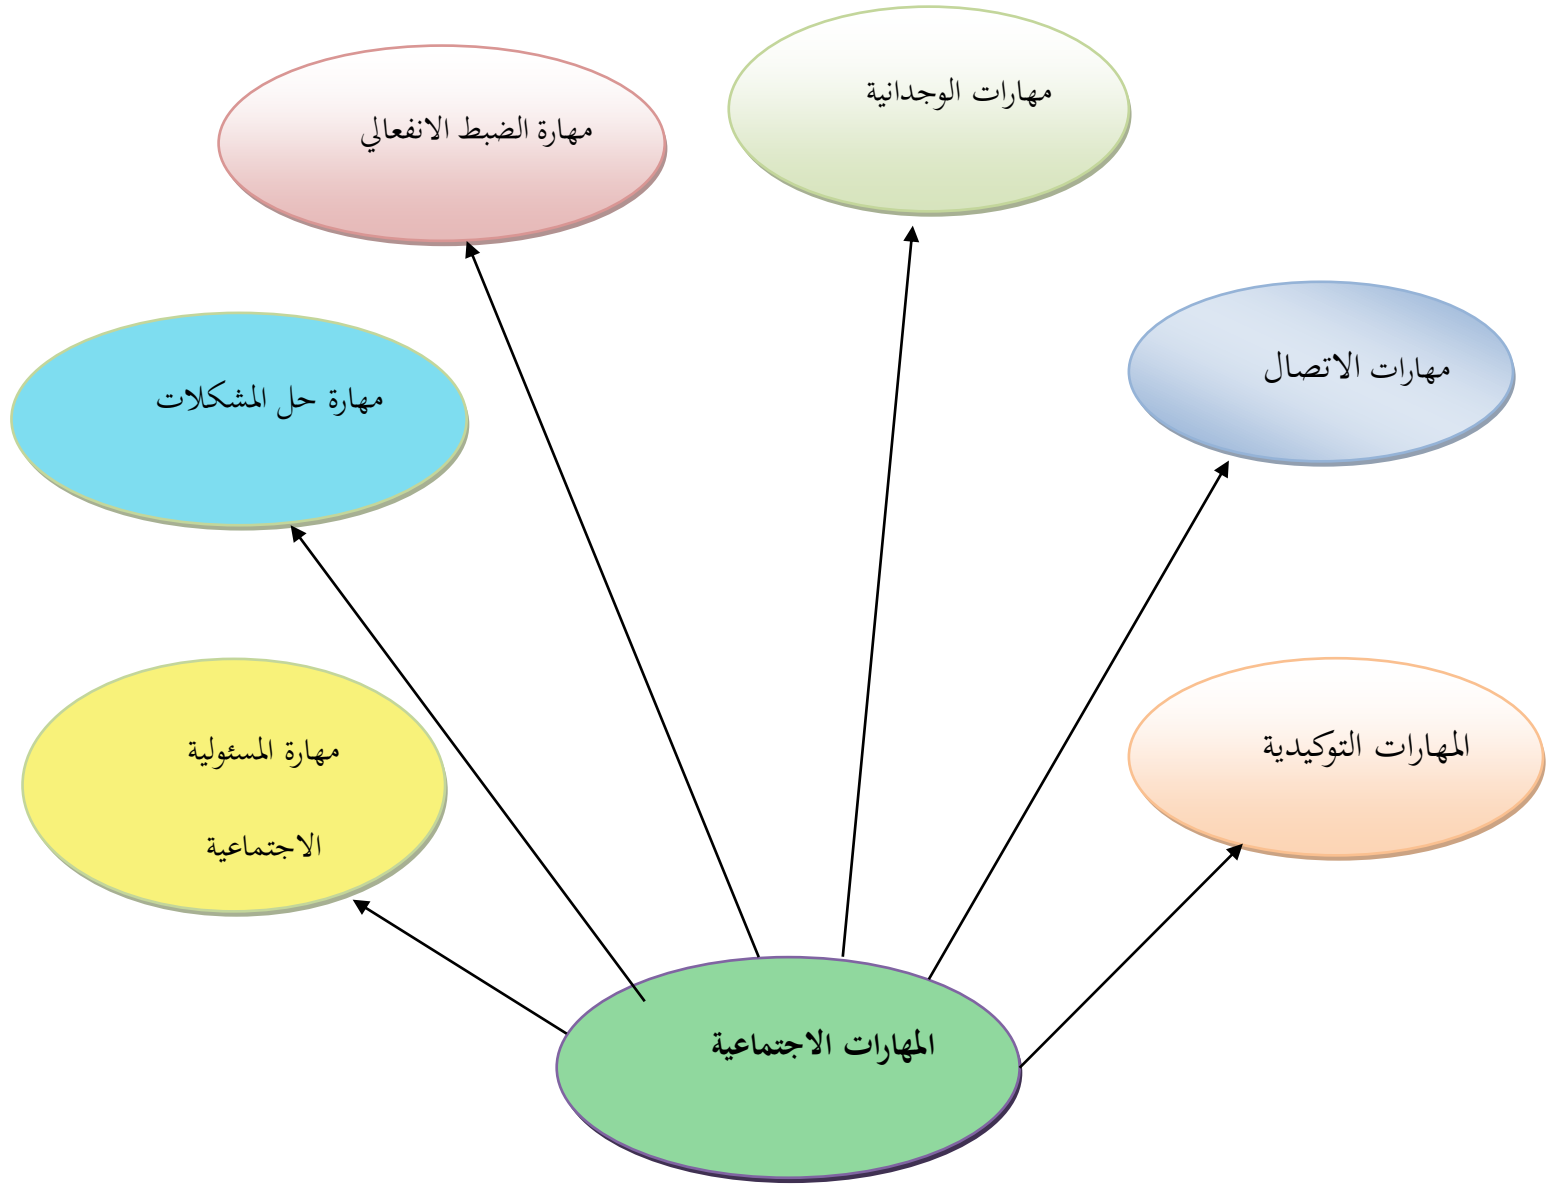 مهارات الوجدانية
مهارة الضبط الانفعالي
مهارات الاتصال
مهارة حل المشكلات
المهارات التوكيدية
مهارة المسئولية
الاجتماعية
المهارات الاجتماعية